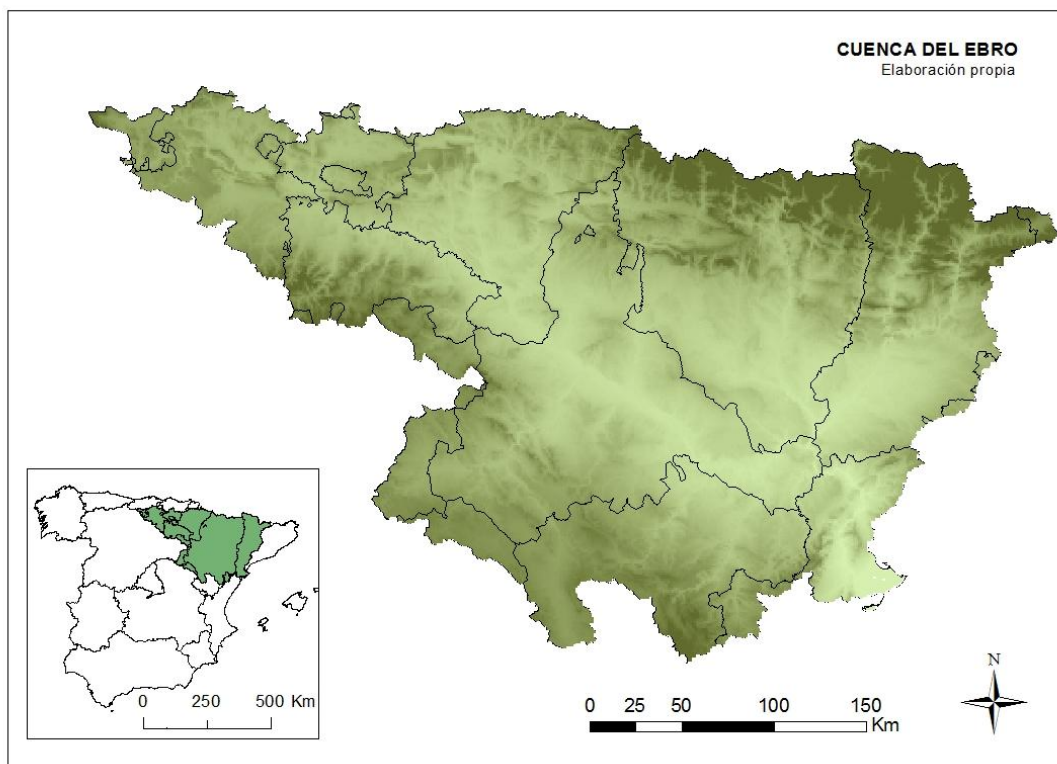 CUENCA DEL EBRO
Elaboración propia
0 250 500 Km
N
0 25 50 100 150
Km